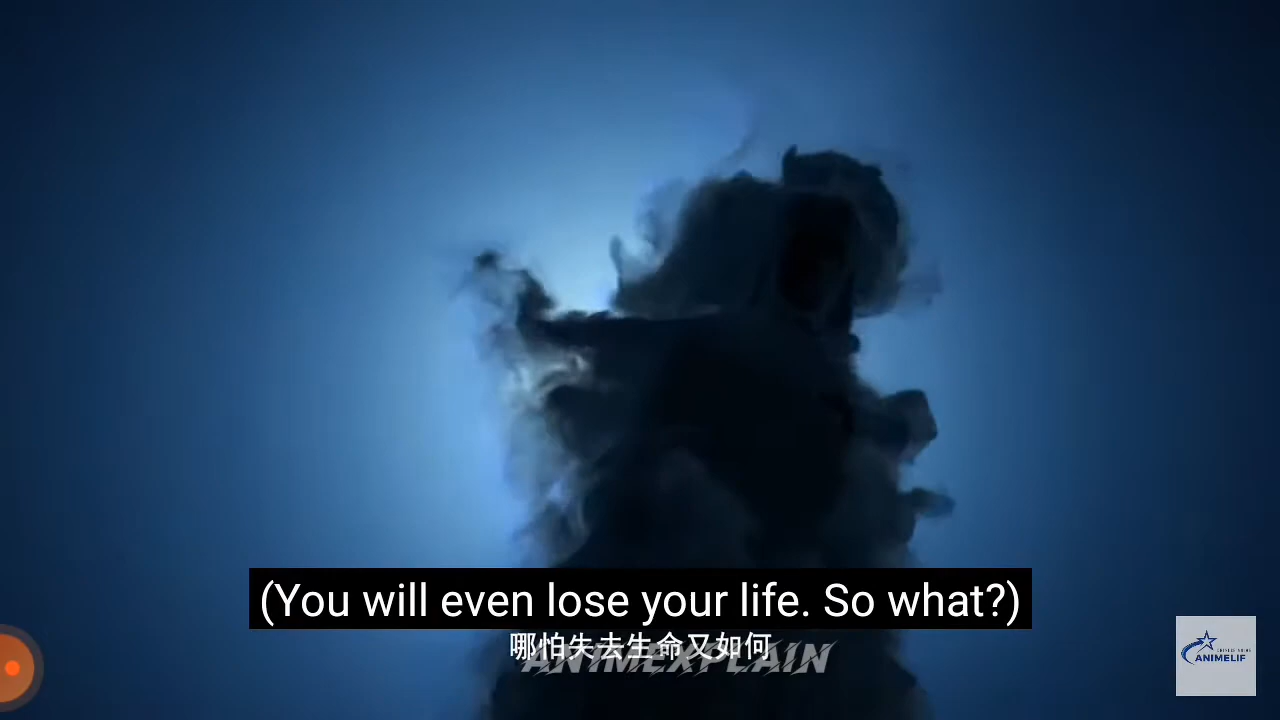 (You will even lose your life. So what?)
哪怕失去生命又如何
ANIMEXPLAIN
ANIMELIF